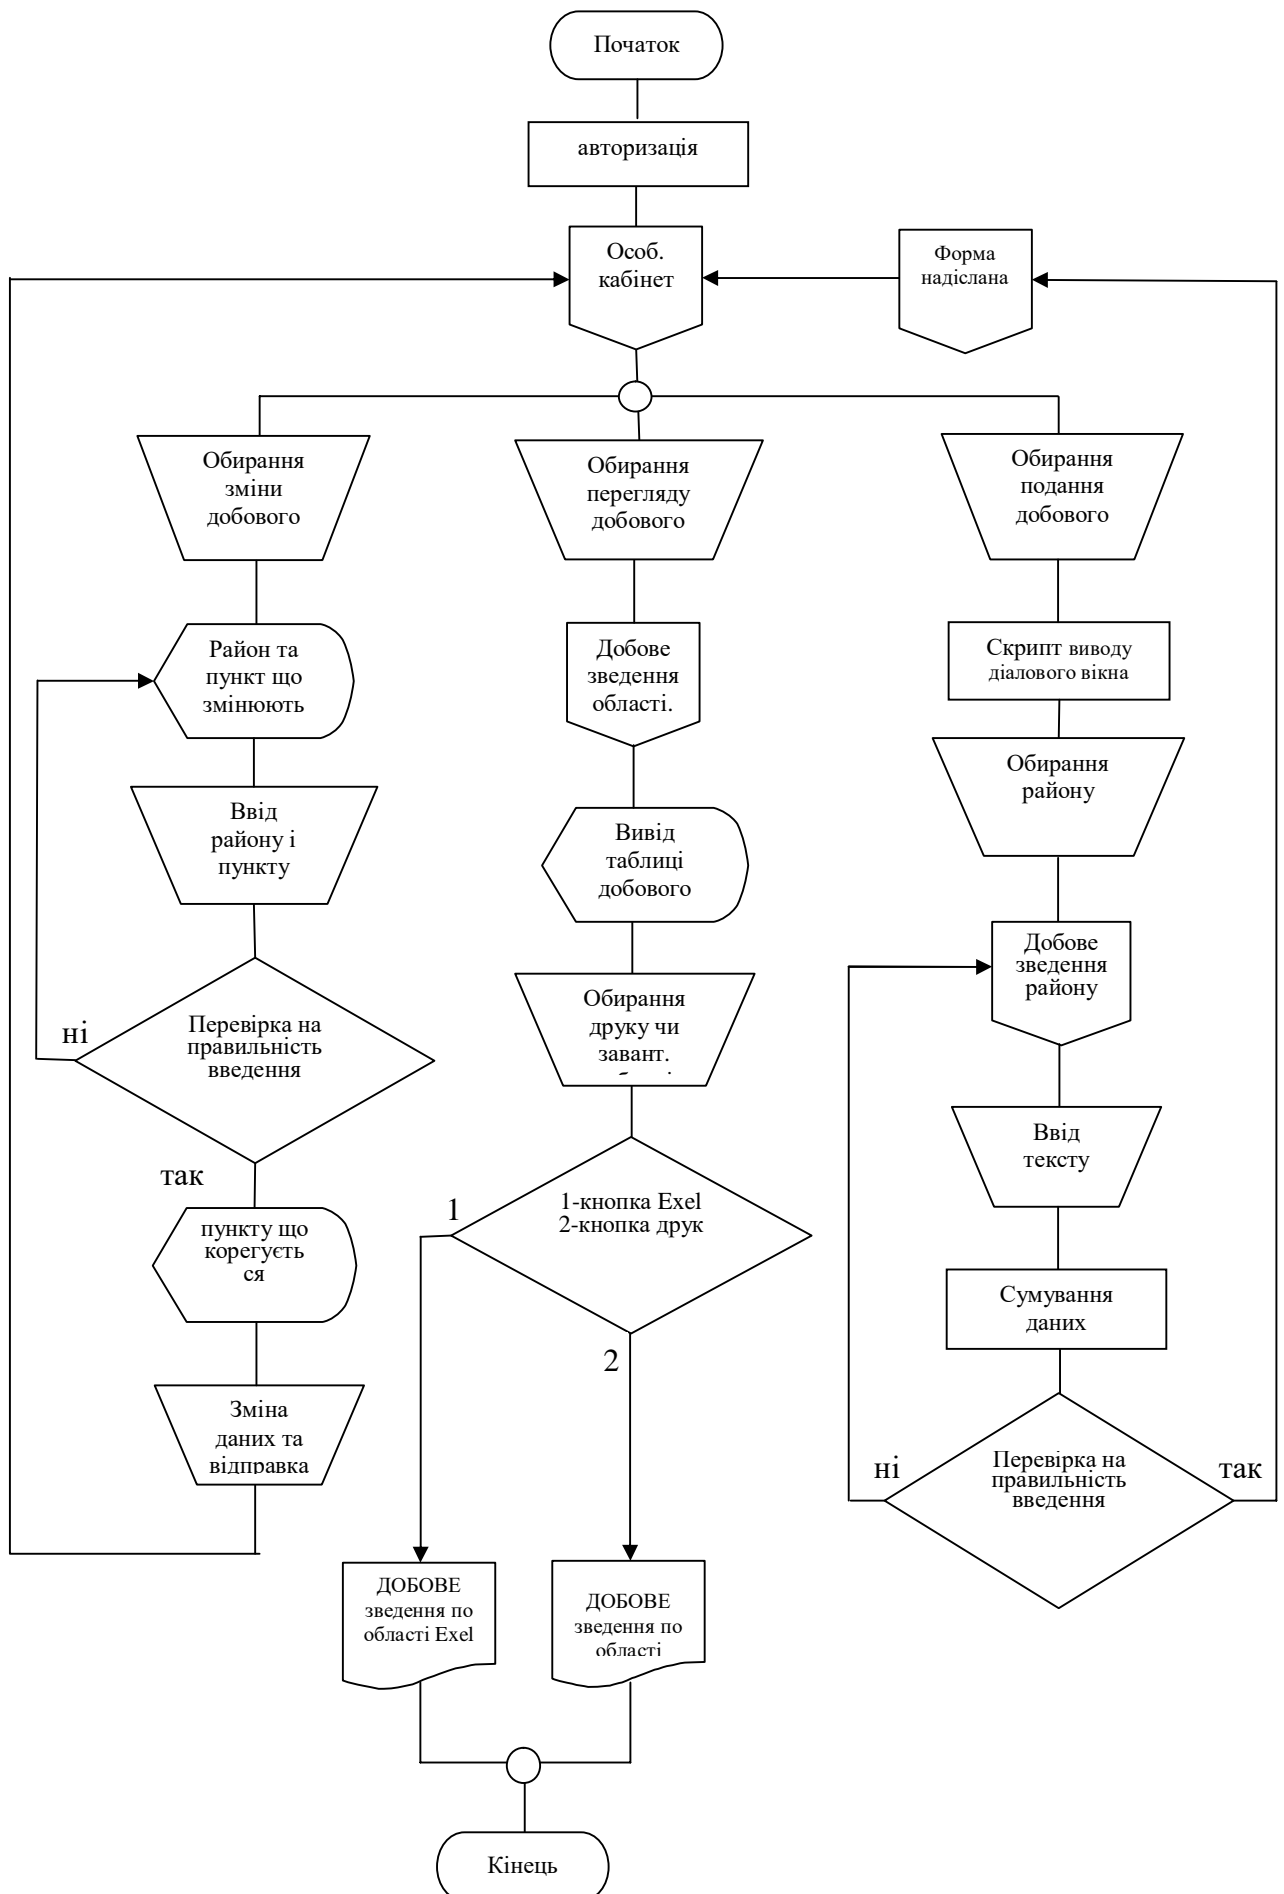 Початок
авторизація
Особ.
кабінет
Форма
надіслана
Обирання
зміни
добового
Обирання
перегляду
добового
Обирання
подання
добового
Район та
пункт що
змінюють
Добове
зведення
області.
Скрипт виводу
діалового вікна
Ввід
району і
пункту
Вивід
таблиці
добового
Обирання
району
Перевірка на
правильність
введення
ні
так
Обирання
друку чи
завант.
Добове
зведення
району
Ввід
тексту
пункту що
корегуєть
ся
1-кнопка Exel
2-кнопка друк
1
2
Сумування
даних
Зміна
даних та
відправка
Перевірка на
правильність
введення
ні
так
ДОБОВЕ
зведення по
області Exel
ДОБОВЕ
зведення по
області
Кінець